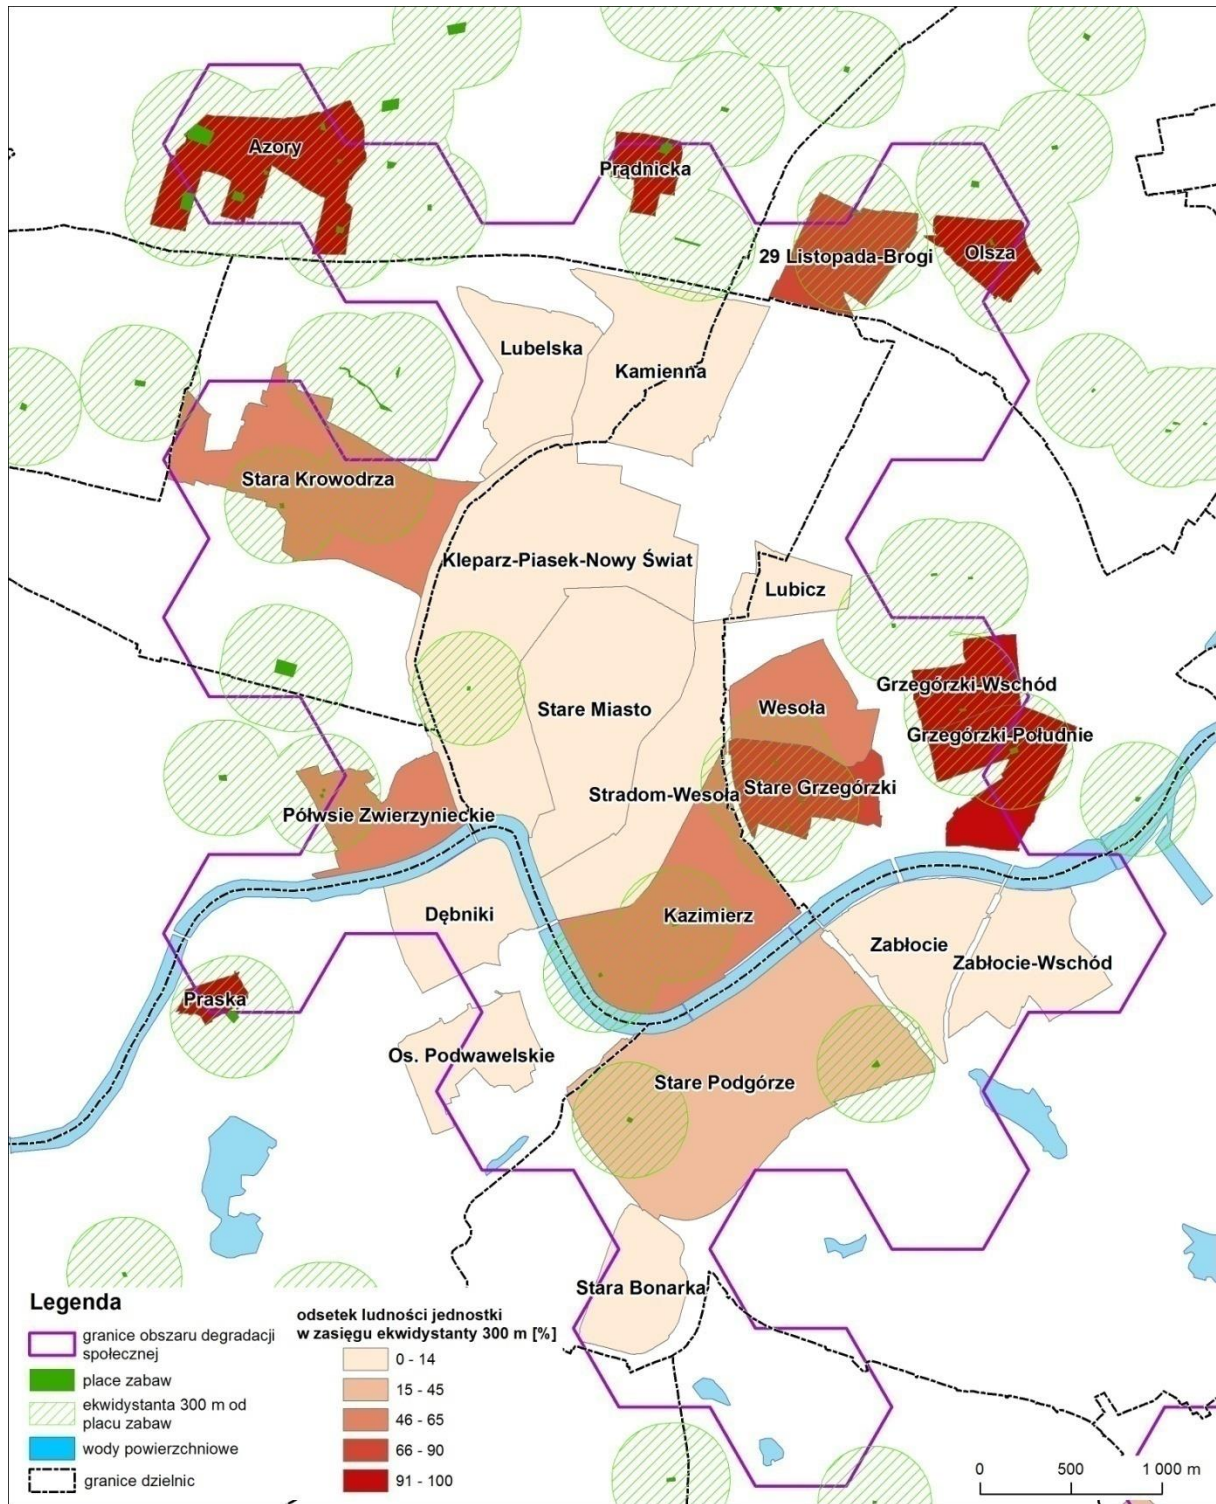 Azory
Prądnicka
29 Listopada-Brogi
Olsza
Lubelska
Kamienna
Stara Krowodrza
Kleparz-Piasek-Nowy Świat
Lubicz
Grzegórzki-Wschód
Stare Miasto
Wesoła
Grzegórzki-Południe
Stradom-Wesoła
Stare Grzegórzki
Półwsie Zwierzynieckie
Dębniki
Kazimierz
Zabłocie
Zabłocie-Wschód
Praska
Os. Podwawelskie
Stare Podgórze
Stara Bonarka
Legenda
granice obszaru degradacji
społecznej
place zabaw
ekwidystanta 300 m od
placu zabaw
wody powierzchniowe
granice dzielnic
odsetek ludności jednostki
w zasięgu ekwidystanty 300 m [%]
0 - 14
15 - 45
46 - 65
66 - 90
91 - 100
0 500 1 000 m